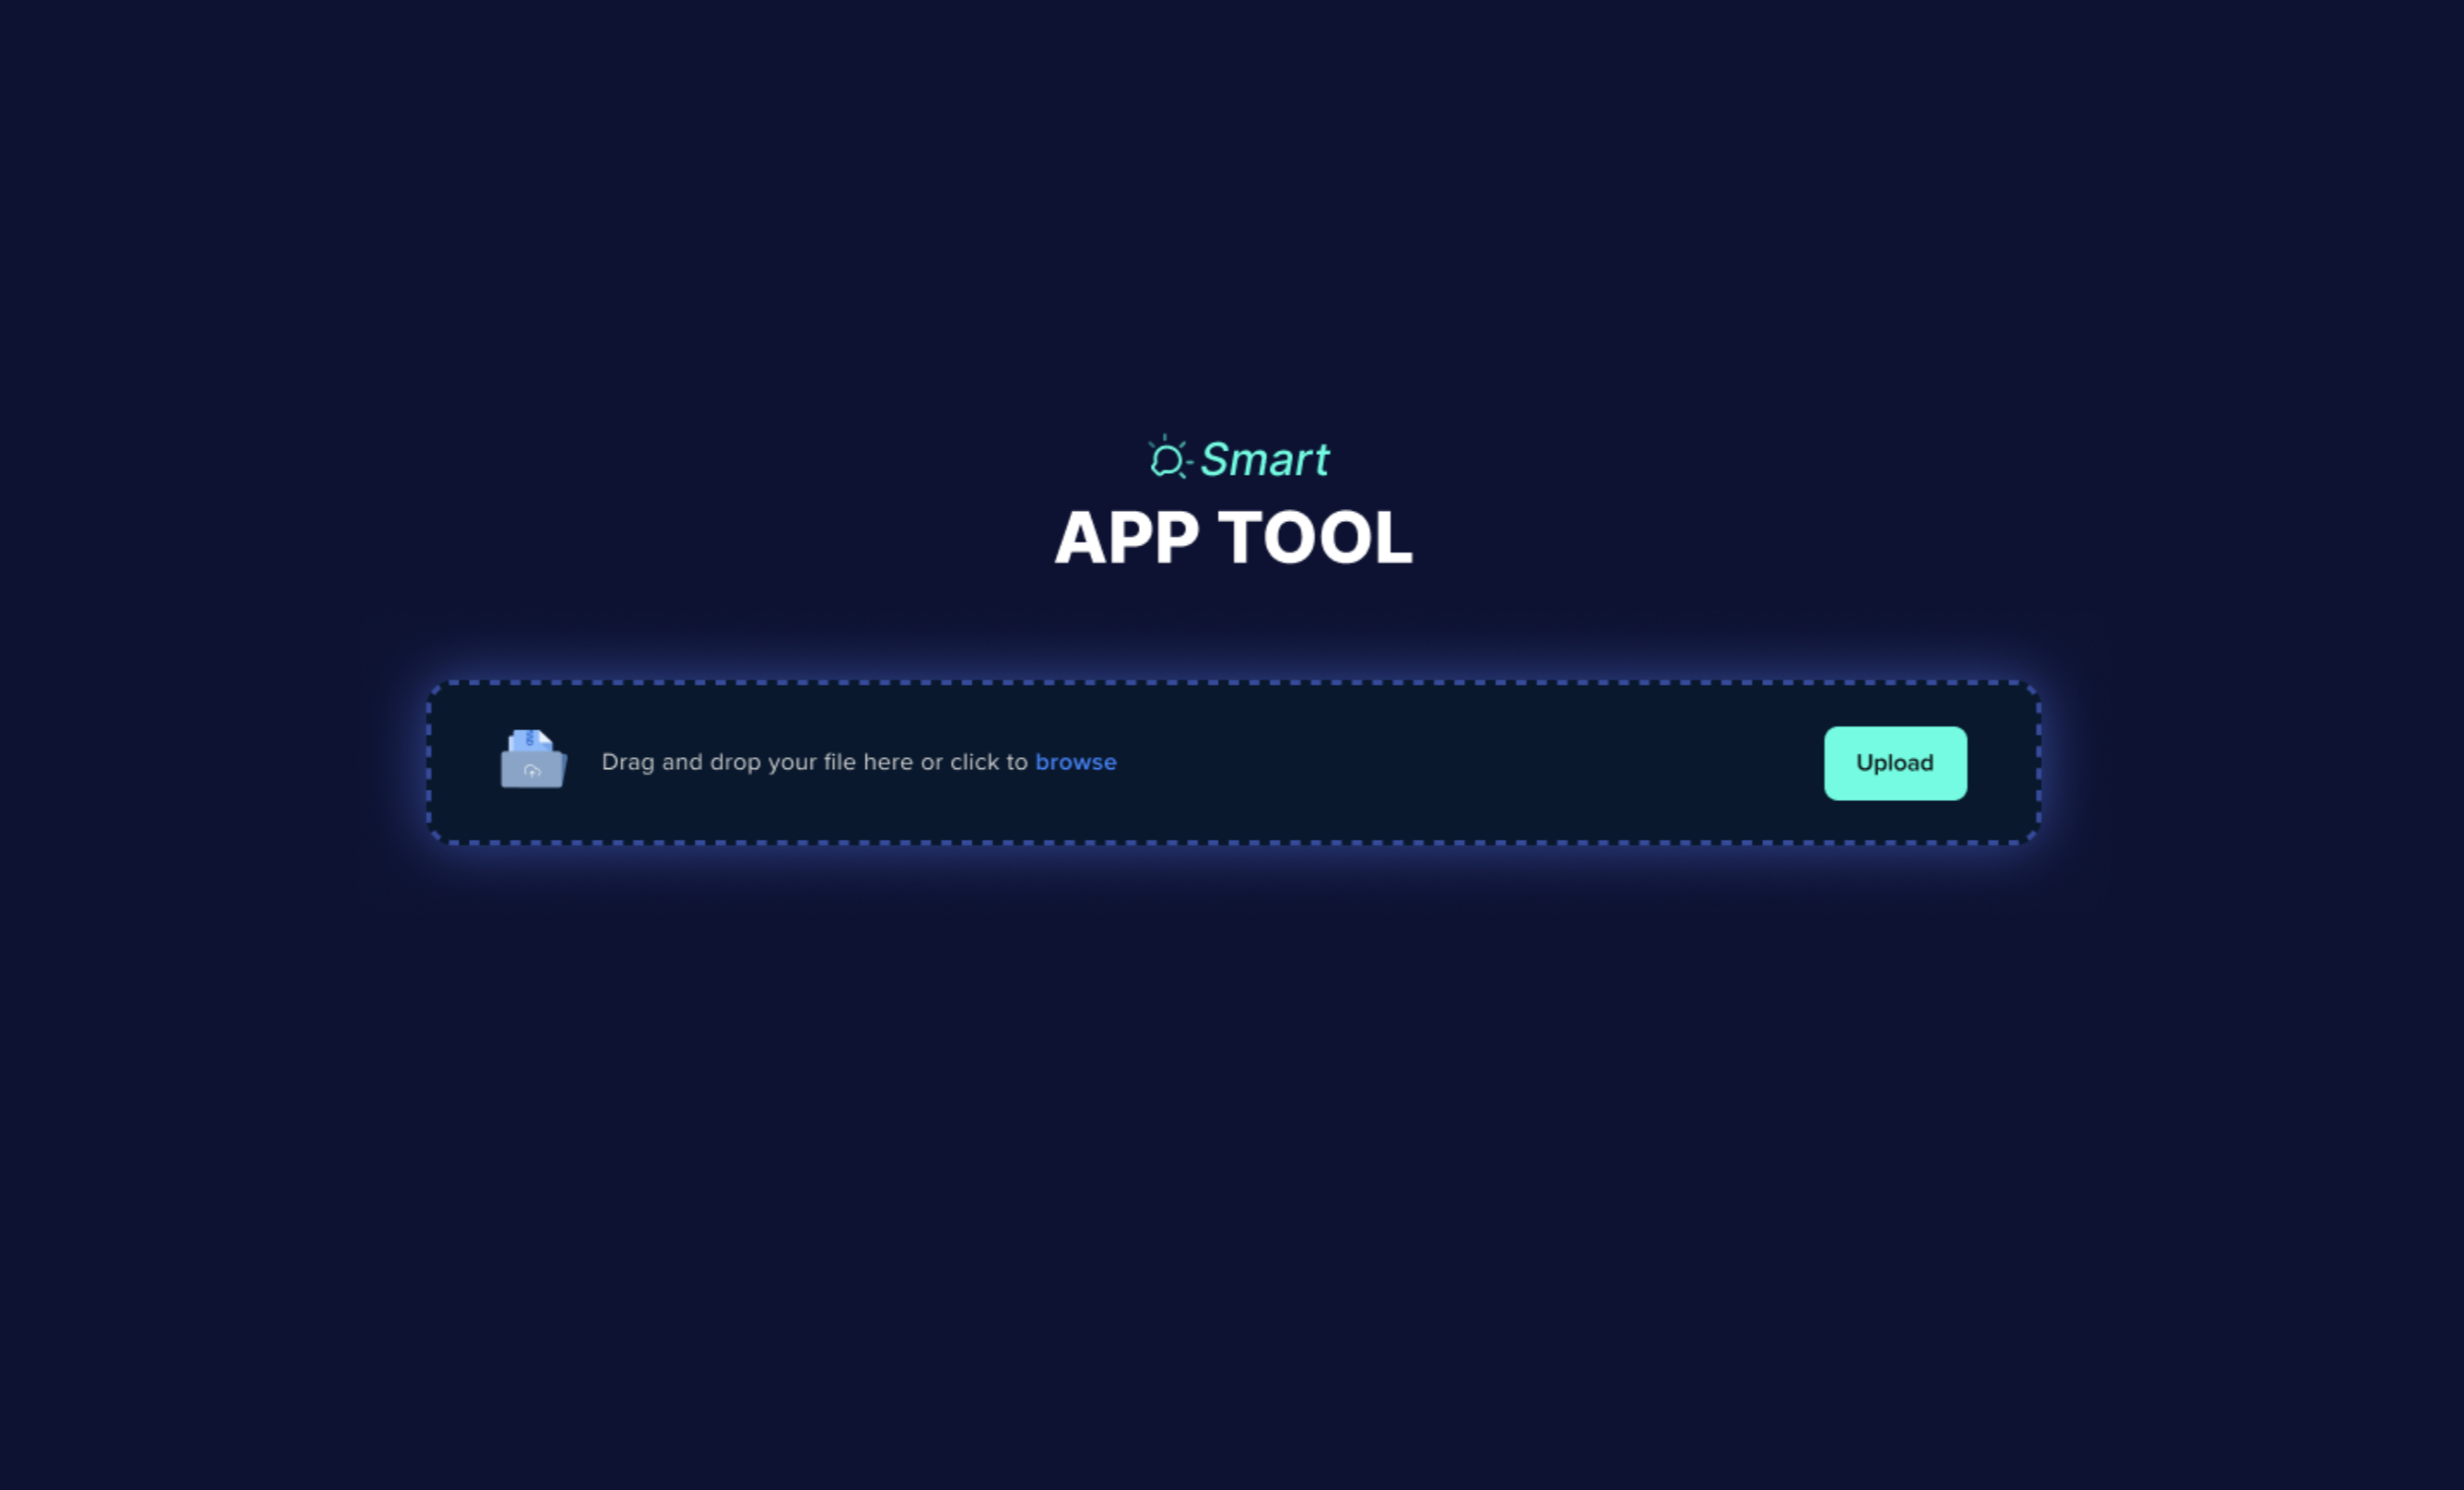 Smart
APP TOOL
Drag and drop your file here or click to browse
Upload